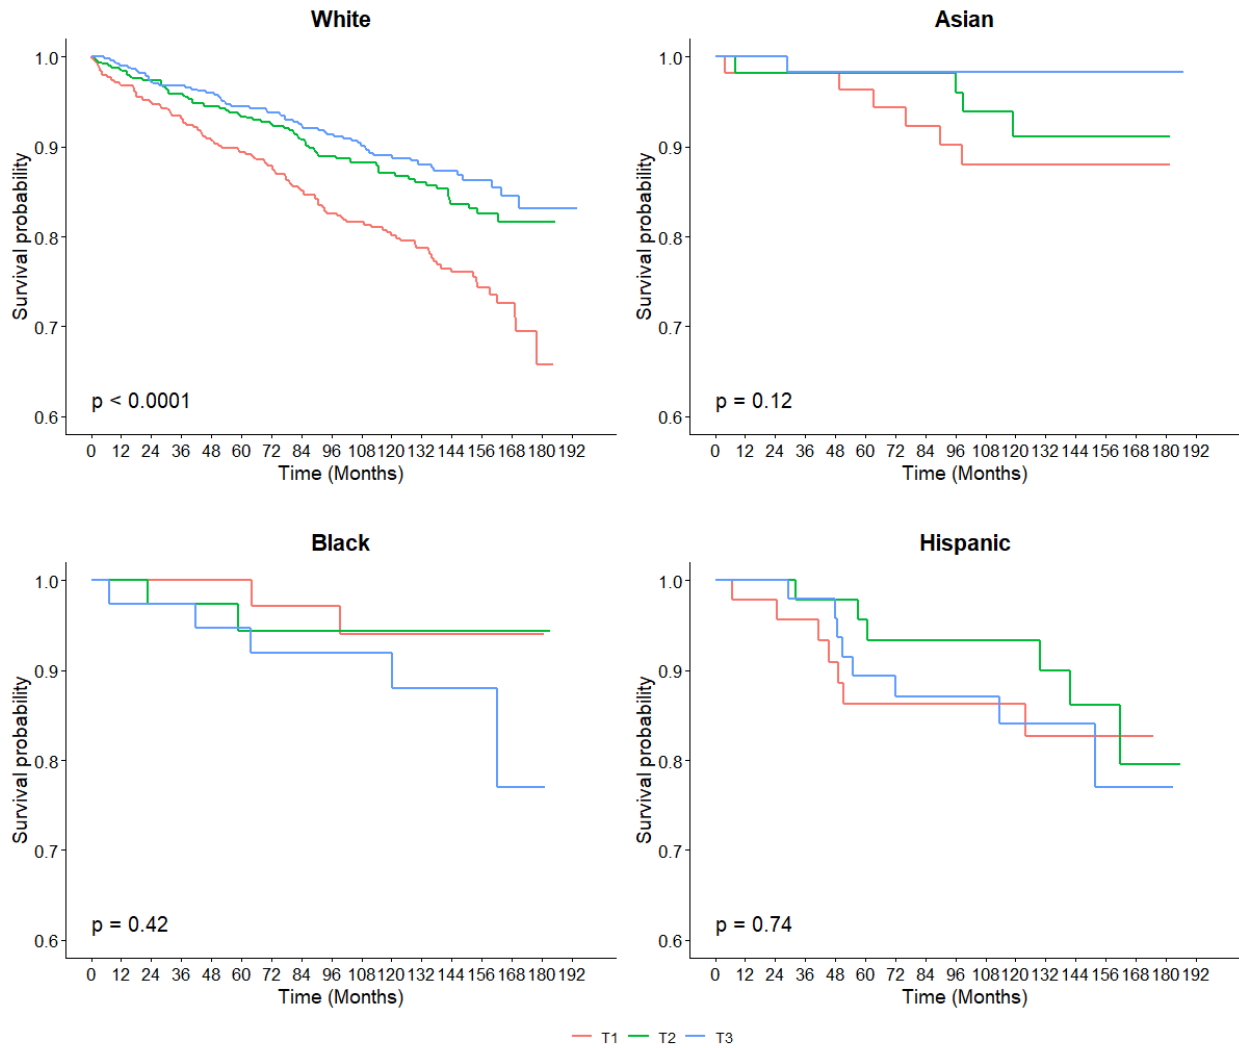 White
Survival probability
1.0
0.9
0.8
0.7
0.6
p < 0.0001
0 12 24 36 48 60 72 84 96 108 120 132 144 156 168 180 192
Time (Months)
Asian
Survival probability
1.0
0.9
0.8
0.7
0.6
p = 0.12
0 12 24 36 48 60 72 84 96 108 120 132 144 156 168 180 192
Time (Months)
Black
Survival probability
1.0
0.9
0.8
0.7
0.6
p = 0.42
0 12 24 36 48 60 72 84 96 108 120 132 144 156 168 180 192
Time (Months)
Hispanic
Survival probability
1.0
0.9
0.8
0.7
0.6
p = 0.74
0 12 24 36 48 60 72 84 96 108 120 132 144 156 168 180 192
Time (Months)
T1 T2 T3